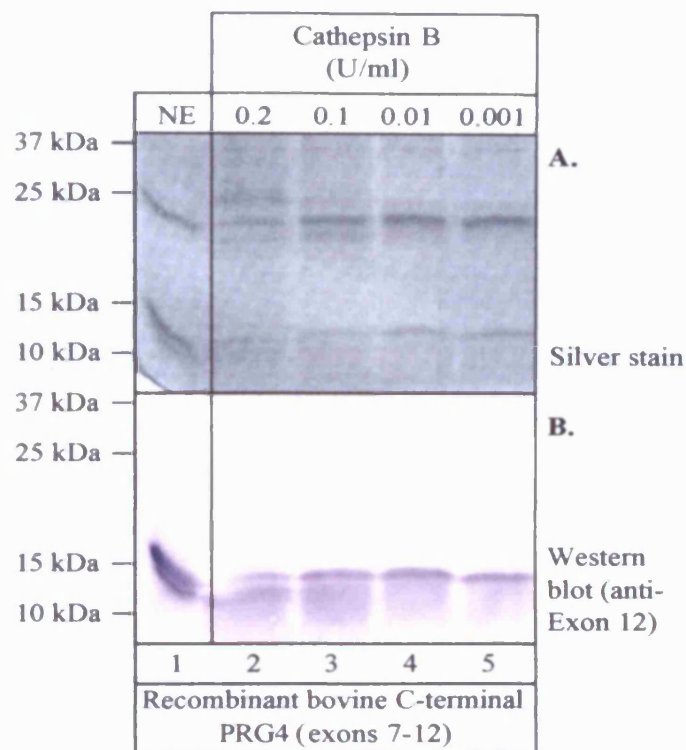 Cathepsin B
(U/ml)
NE 0.2 0.1 0.01 0.001
37 kDa
A.
25 kDa
15 kDa
10 kDa
Silver stain
37 kDa
B.
25 kDa
15 kDa
Western
blot (anti-
Exon 12)
10 kDa
1 2 3 4 5
Recombinant bovine C-terminal
PRG4 (exons 7-12)